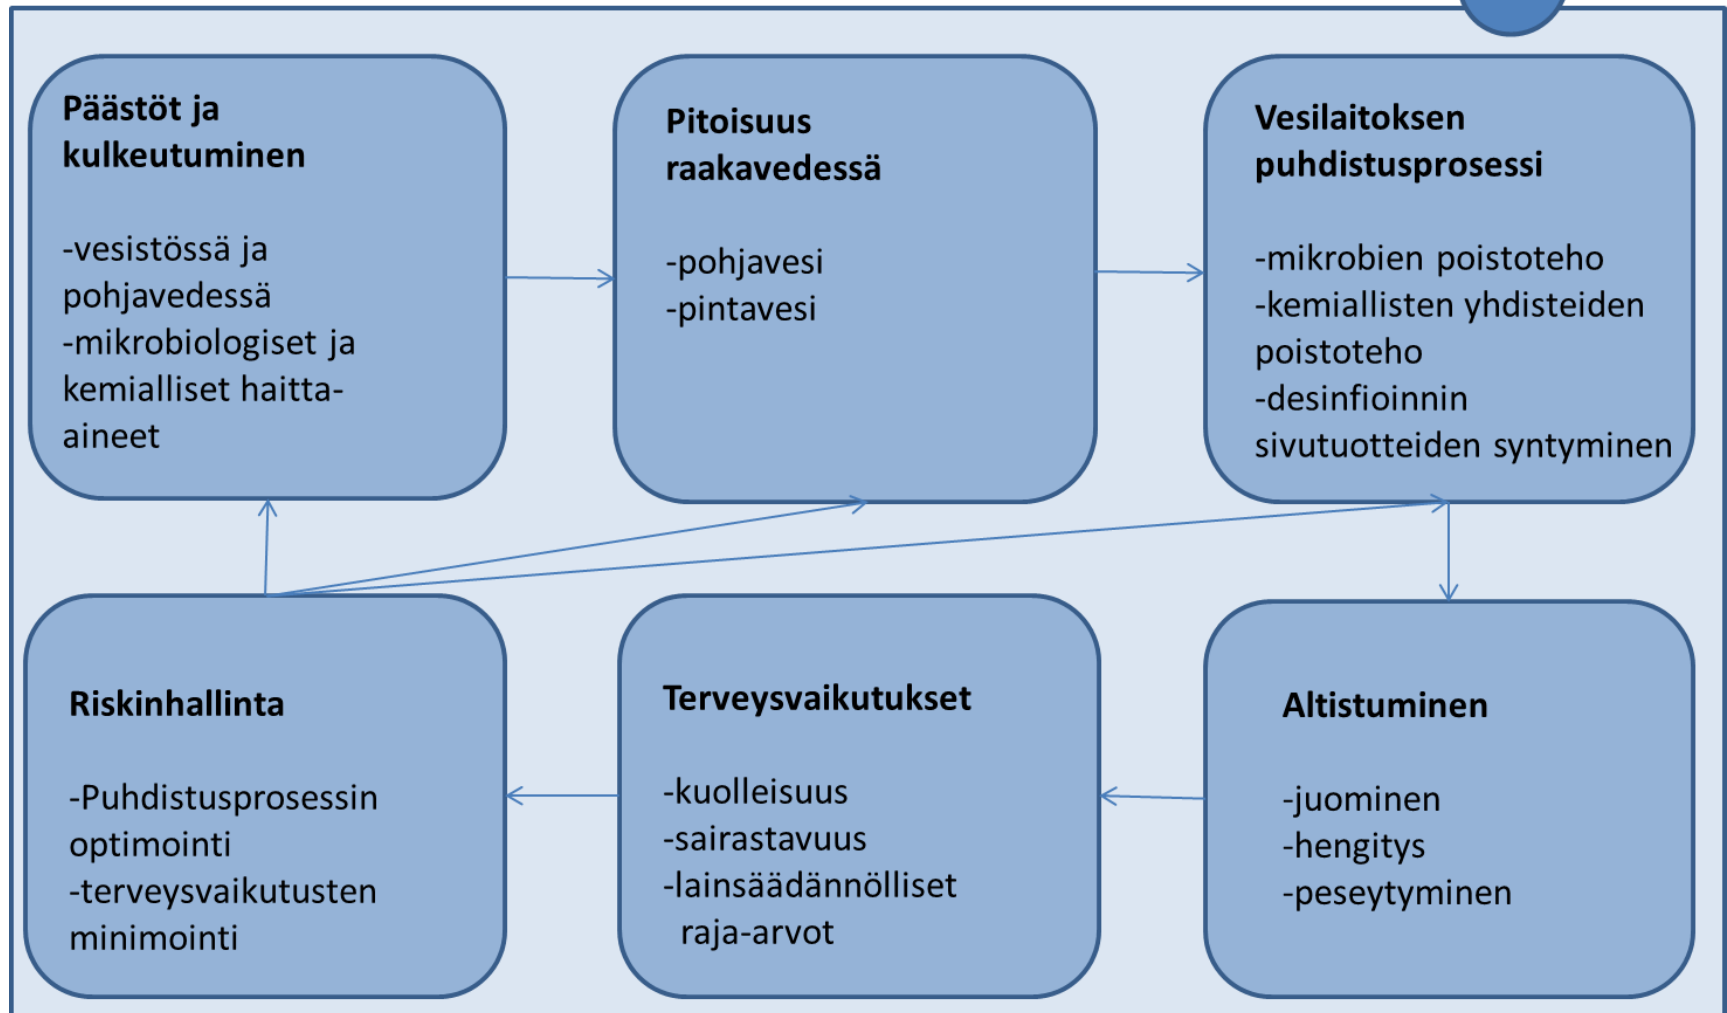 Päästöt ja
kulkeutuminen
-vesistössä ja
pohjavedessä
-mikrobiologiset ja
kemialliset haitta-
aineet
Pitoisuus
raakavedessä
-pohjavesi
-pintavesi
Vesilaitoksen
puhdistusprosessi
-mikrobien poistoteho
-kemiallisten yhdisteiden
poistoteho
-desinfioinnin
sivutuotteiden syntyminen
Riskinhallinta
-Puhdistusprosessin
optimointi
-terveysvaikutusten
minimointi
Terveysvaikutukset
-kuolleisuus
-sairastavuus
-lainsäädännölliset
raja-arvot
Altistuminen
-juominen
-hengitys
-peseytyminen